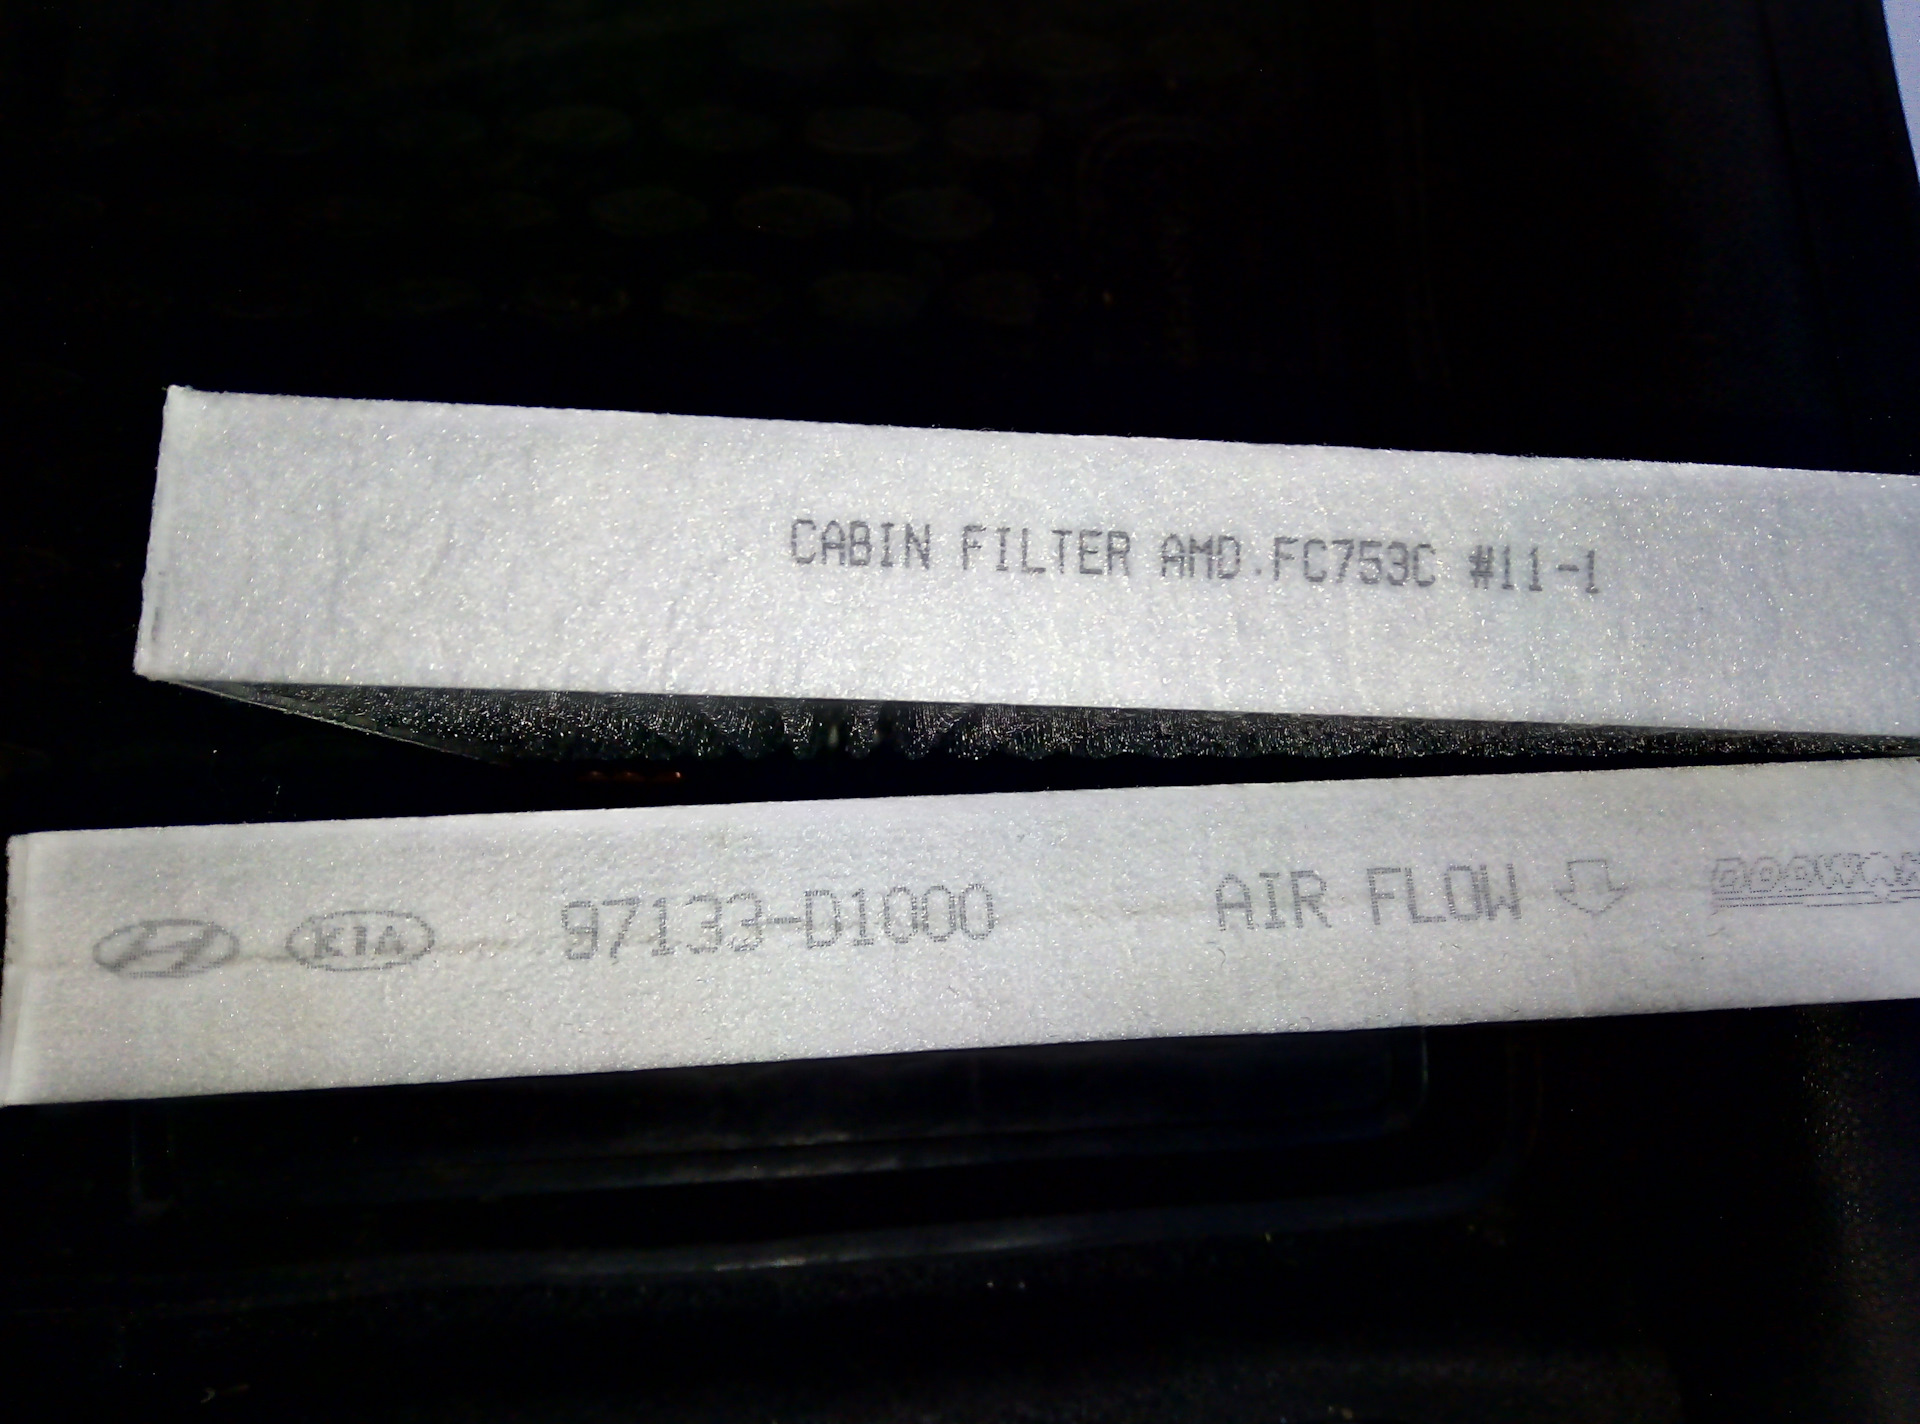 CABIN FILTER AMD.FC753C #11-1
KIA 97133-D1000 AIR FLOW